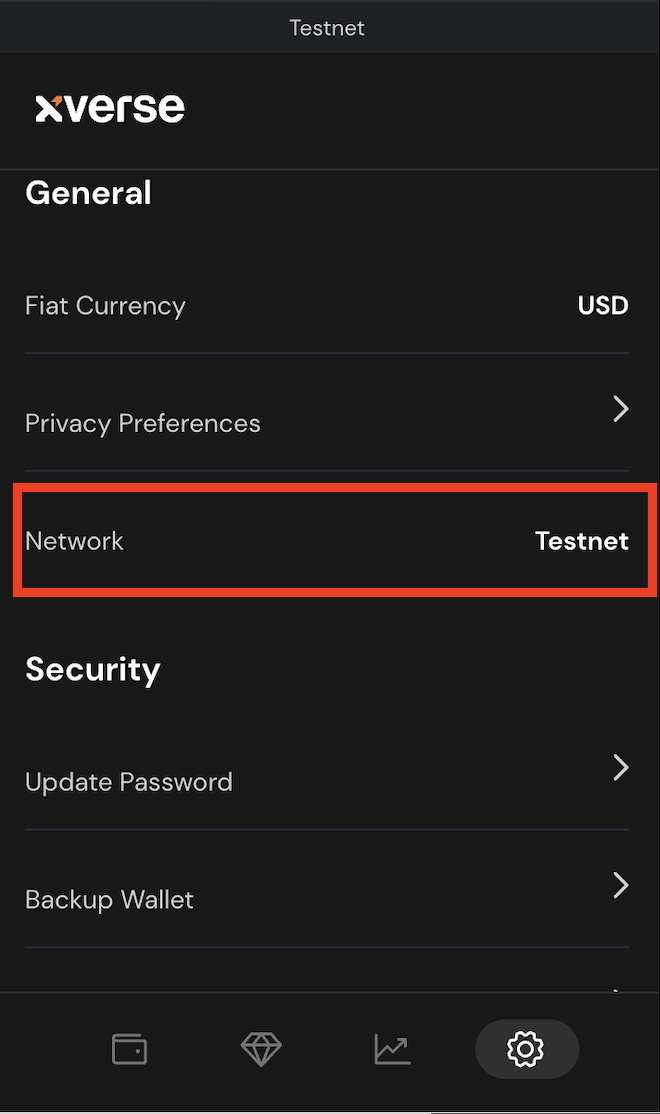 Testnet
xverse
General
Fiat Currency USD
Privacy Preferences
Network Testnet
Security
Update Password
Backup Wallet